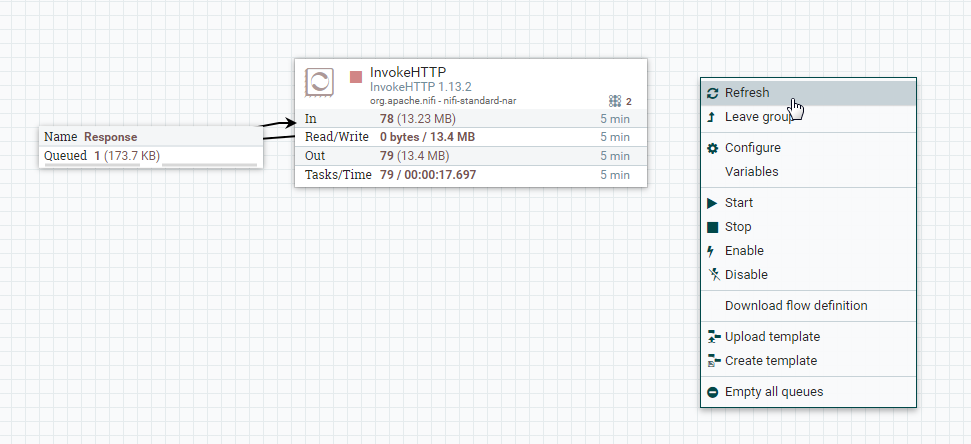 InvokeHTTP
InvokeHTTP 1.13.2
org.apache.nifi - nifi-standard-nar
2
In 78 (13.23 MB) 5 min
Read/Write 0 bytes / 13.4 MB 5 min
Out 79 (13.4 MB) 5 min
Tasks/Time 79 / 00:00:17.697 5 min
Name Response
Queued 1 (173.7 KB)
Refresh
Leave group
Configure
Variables
Start
Stop
Enable
Disable
Download flow definition
Upload template
Create template
Empty all queues